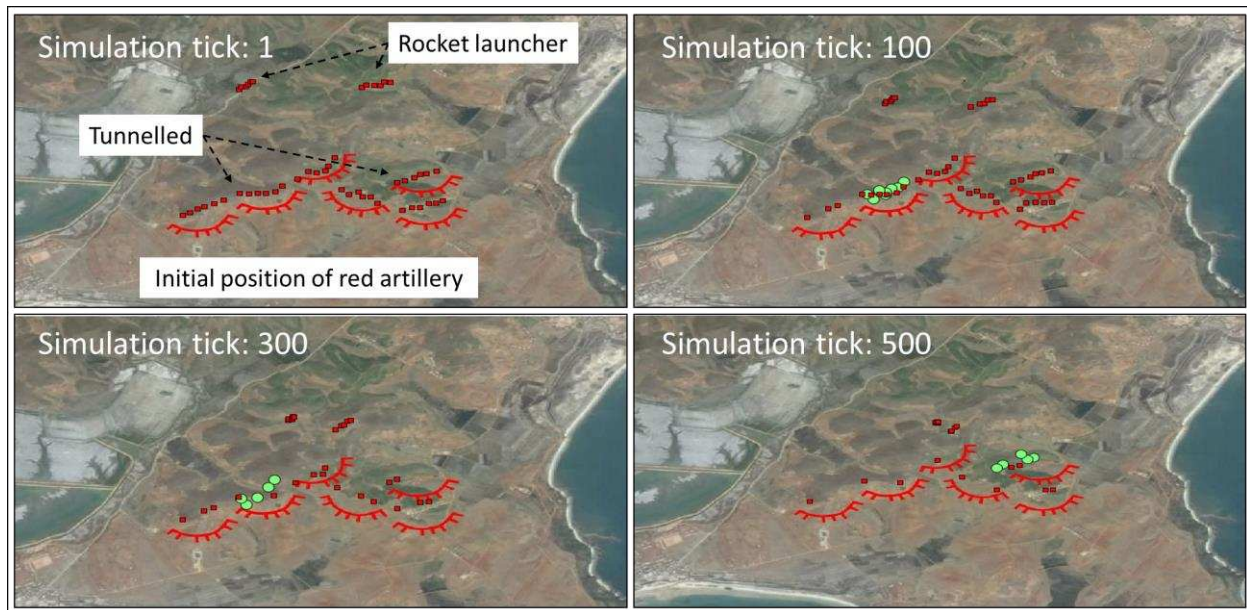 Simulation tick: 1
Rocket launcher
Tunnelled
Initial position of red artillery
Simulation tick: 100
Simulation tick: 300
Simulation tick: 500